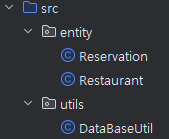 src
entity
Reservation
Restaurant
utils
DataBaseUtil